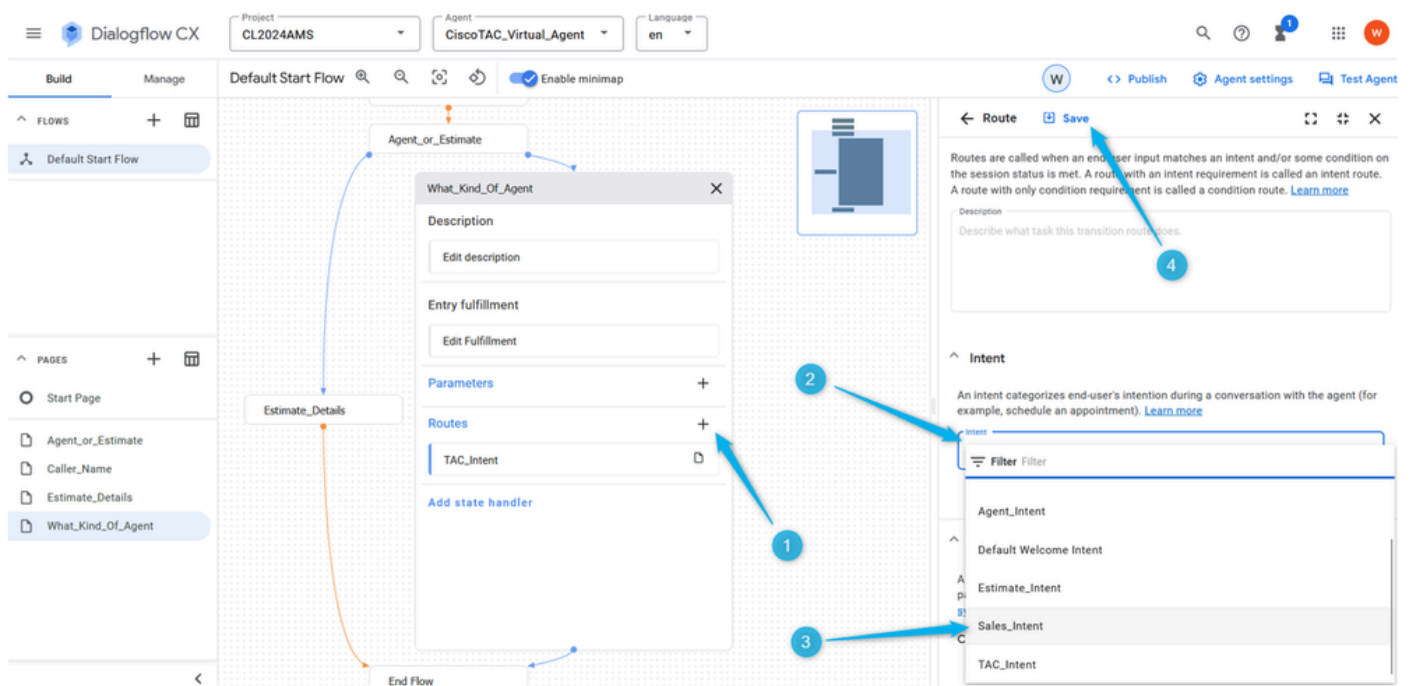 Project
Agent
Language
Dialogflow CX
CL2024AMS
CiscoTAC_Virtual_Agent
en
1
W
Build
Manage
Default Start Flow
Enable minimap
W
Publish
Agent settings
Test Agent
FLOWS
Default Start Flow
PAGES
Start Page
Agent_or_Estimate
Caller_Name
Estimate_Details
What_Kind_Of_Agent
Agent_or_Estimate
What_Kind_Of_Agent
Description
Edit description
Entry fulfillment
Edit Fulfillment
Parameters
Routes
TAC_Intent
Add state handler
Estimate_Details
End Flow
1
2
3
4
Route
Save
Routes are called when an end-user input matches an intent and/or some condition on
the session status is met. A route with an intent requirement is called an intent route.
A route with only condition requirement is called a condition route. Learn more
Description
Describe what task this transition route does.
Intent
An intent categorizes end-user's intention during a conversation with the agent (for
example, schedule an appointment). Learn more
Intent
Filter Filter
Agent_Intent
Default Welcome Intent
Estimate_Intent
Sales_Intent
TAC_Intent